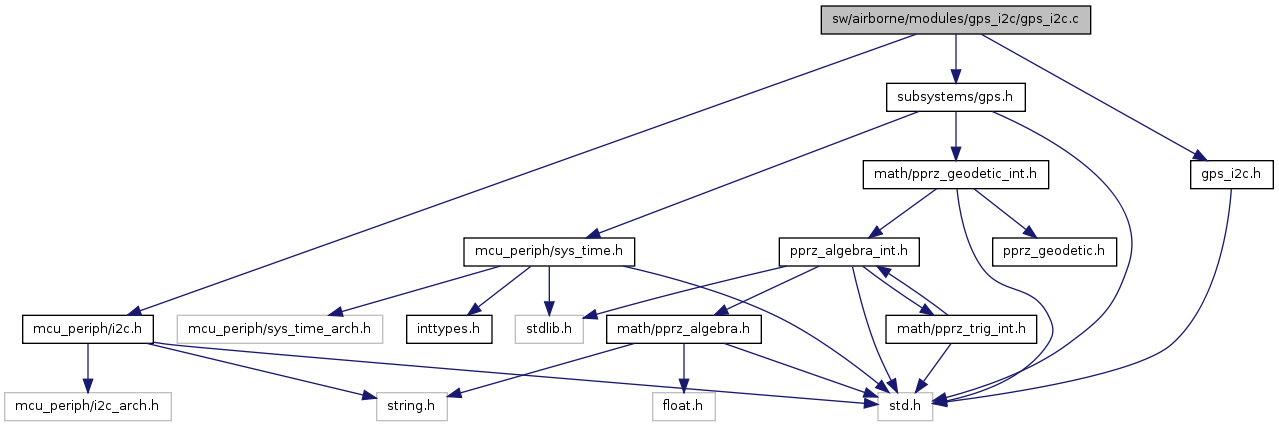 sw/airborne/modules/gps_i2c/gps_i2c.c
subsystems/gps.h
math/pprz_geodetic_int.h
gps_i2c.h
mcu_periph/sys_time.h
pprz_algebra_int.h
pprz_geodetic.h
mcu_periph/i2c.h
mcu_periph/sys_time_arch.h
inttypes.h
stdlib.h
math/pprz_algebra.h
math/pprz_trig_int.h
mcu_periph/i2c_arch.h
string.h
float.h
std.h